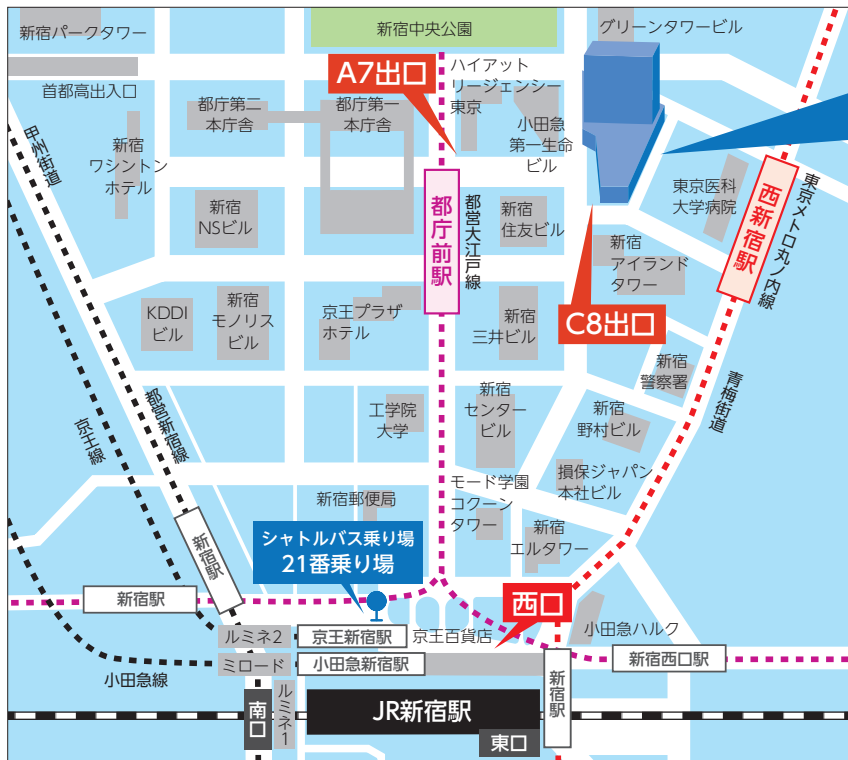 新宿パークタワー
新宿中央公園
グリーンタワービル
首都高出入口
A7出口
ハイアット
リージェンシー
東京
都庁第二
本庁舎
都庁第一
本庁舎
小田急
第一生命
ビル
甲州街道
新宿
ワシントン
ホテル
東京医科
大学病院
西新宿駅
東京メトロ丸ノ内線
新宿
NSビル
都庁前駅
都営大江戸線
新宿
住友ビル
新宿
アイランド
タワー
C8出口
KDDI
ビル
新宿
モノリス
ビル
京王プラザ
ホテル
新宿
三井ビル
新宿
警察署
青梅街道
京王線
都営新宿線
工学院
大学
新宿
センター
ビル
新宿
野村ビル
損保ジャパン
本社ビル
モード学園
コクーン
タワー
新宿郵便局
新宿
エルタワー
シャトルバス乗り場
21番乗り場
新宿駅
新宿駅
西口
ルミネ2
京王新宿駅
京王百貨店
小田急ハルク
ミロード
小田急新宿駅
新宿西口駅
小田急線
新宿駅
南口
ルミネ1
JR新宿駅
東口